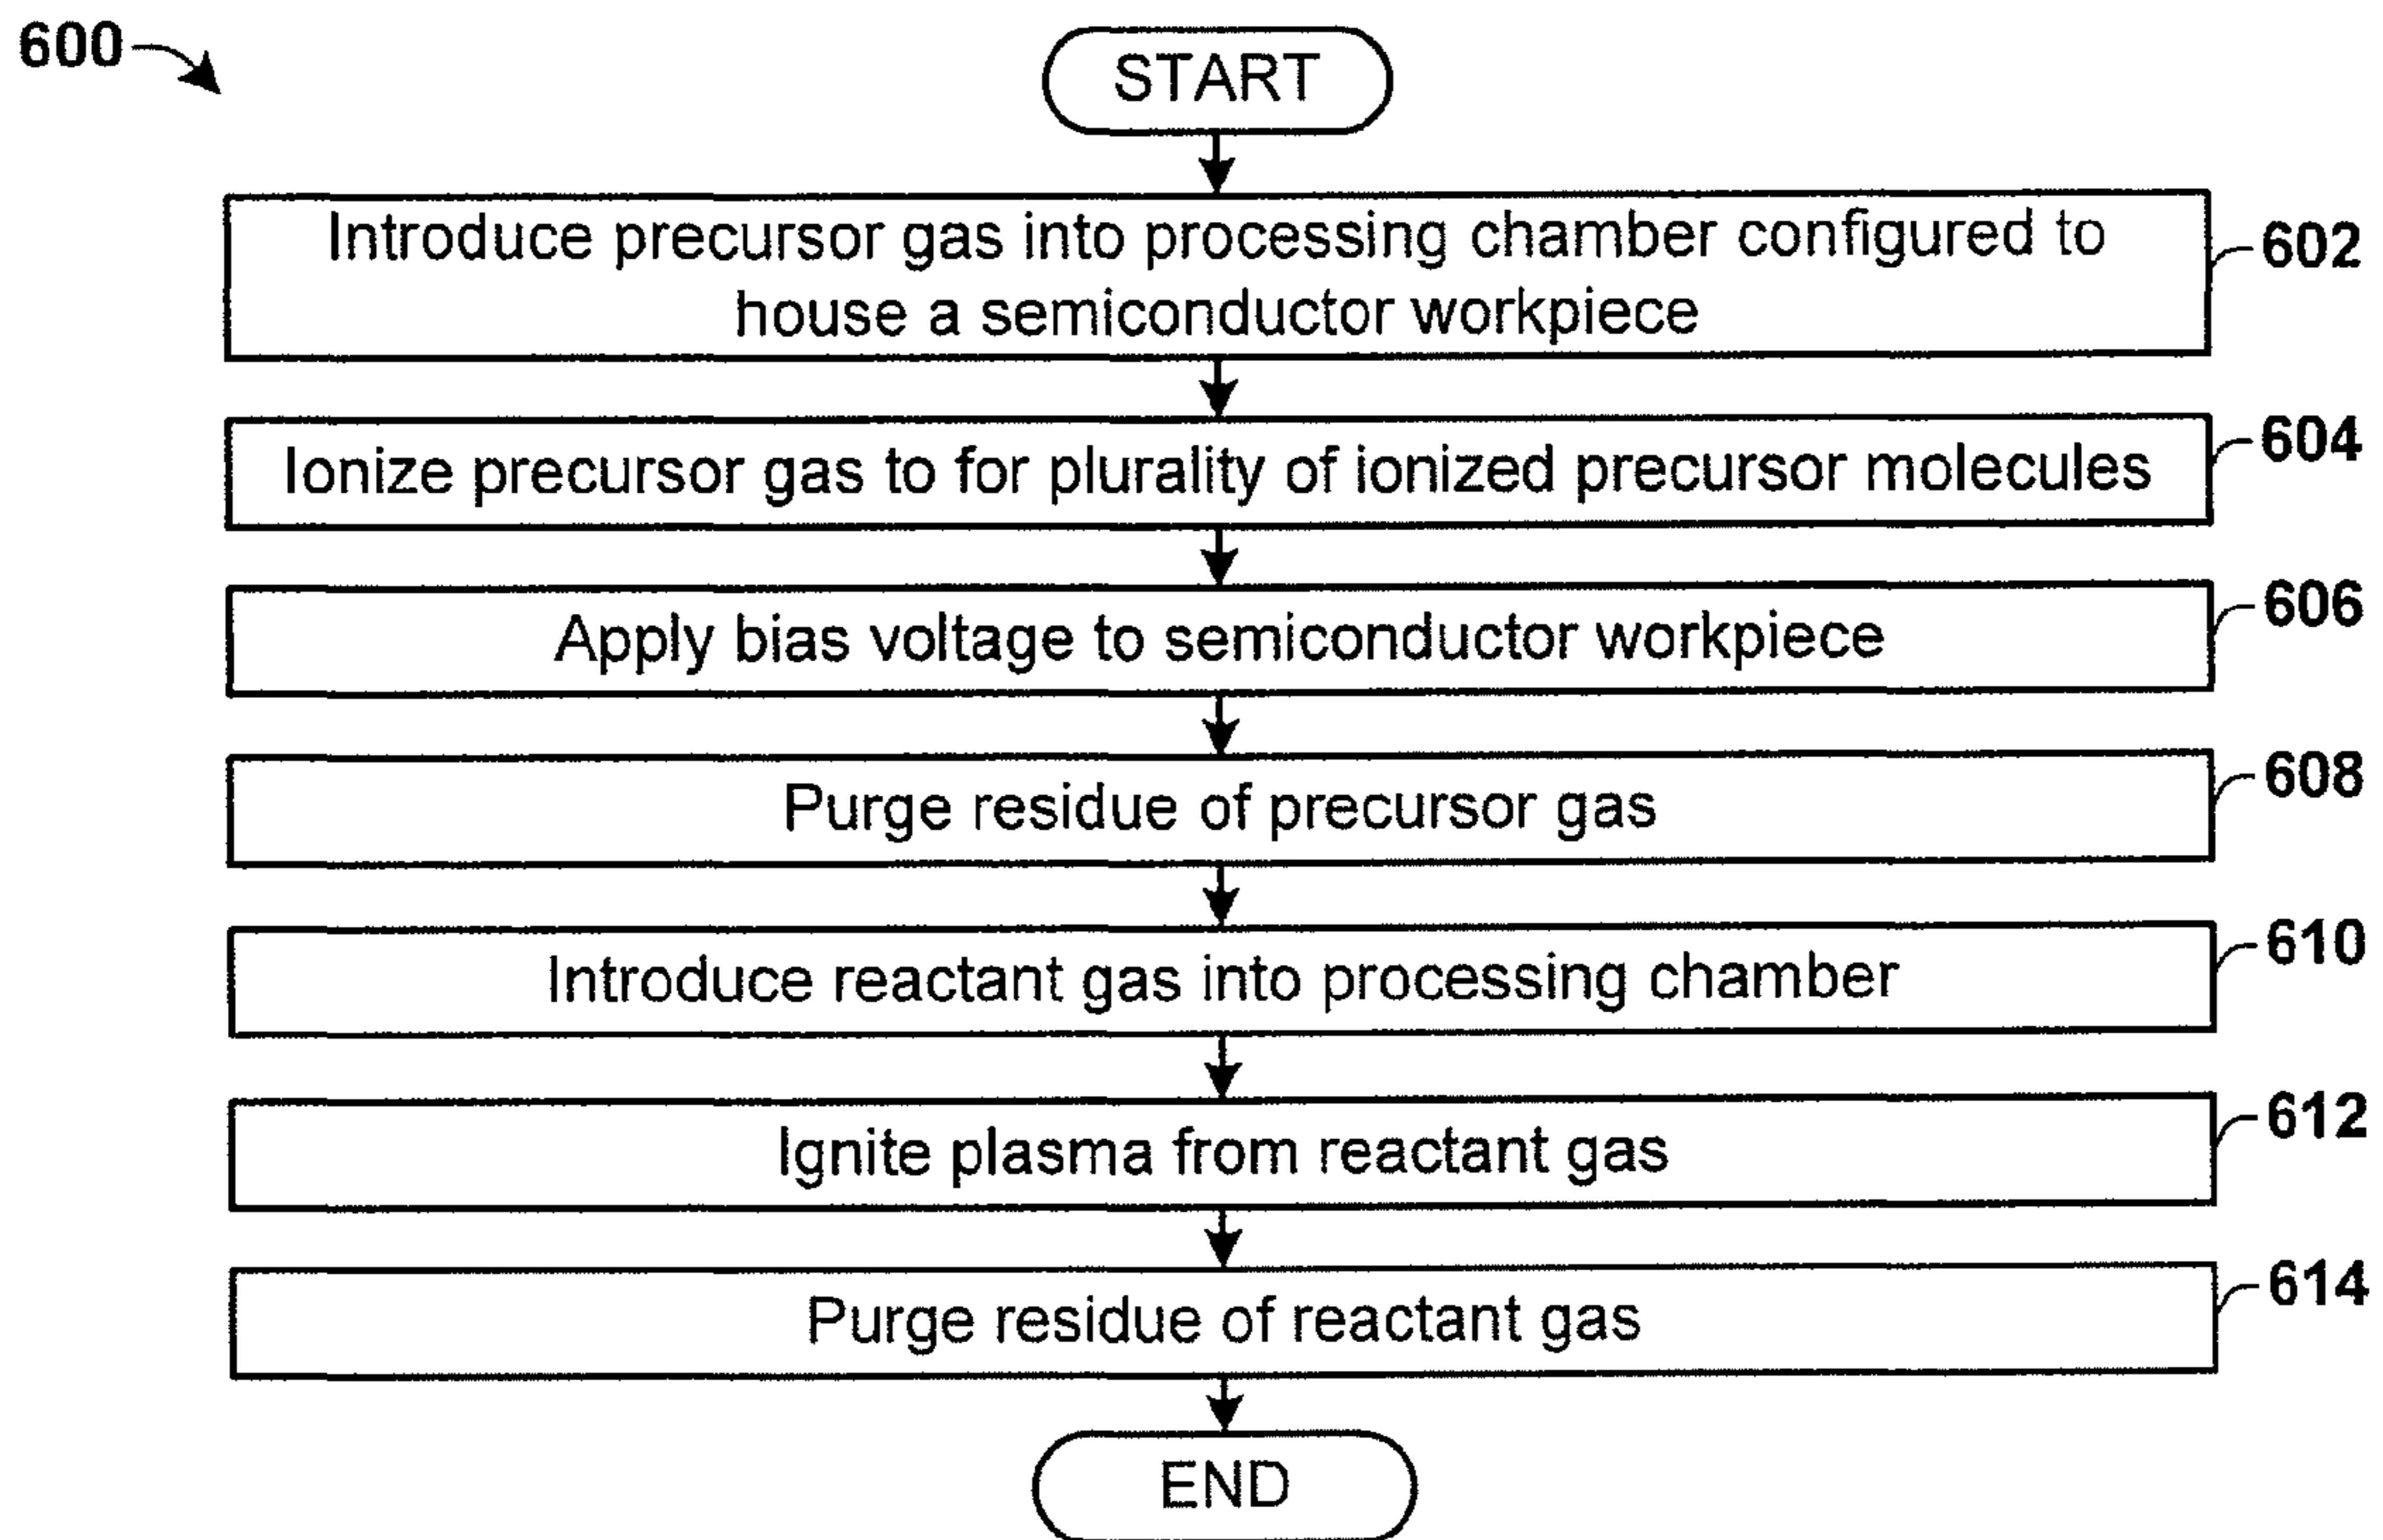 600
START
Introduce precursor gas into processing chamber configured to
house a semiconductor workpiece
602
Ionize precursor gas to for plurality of ionized precursor molecules
604
Apply bias voltage to semiconductor workpiece
606
Purge residue of precursor gas
608
Introduce reactant gas into processing chamber
610
Ignite plasma from reactant gas
612
Purge residue of reactant gas
614
END